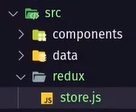 src
components
data
redux
JS store.js